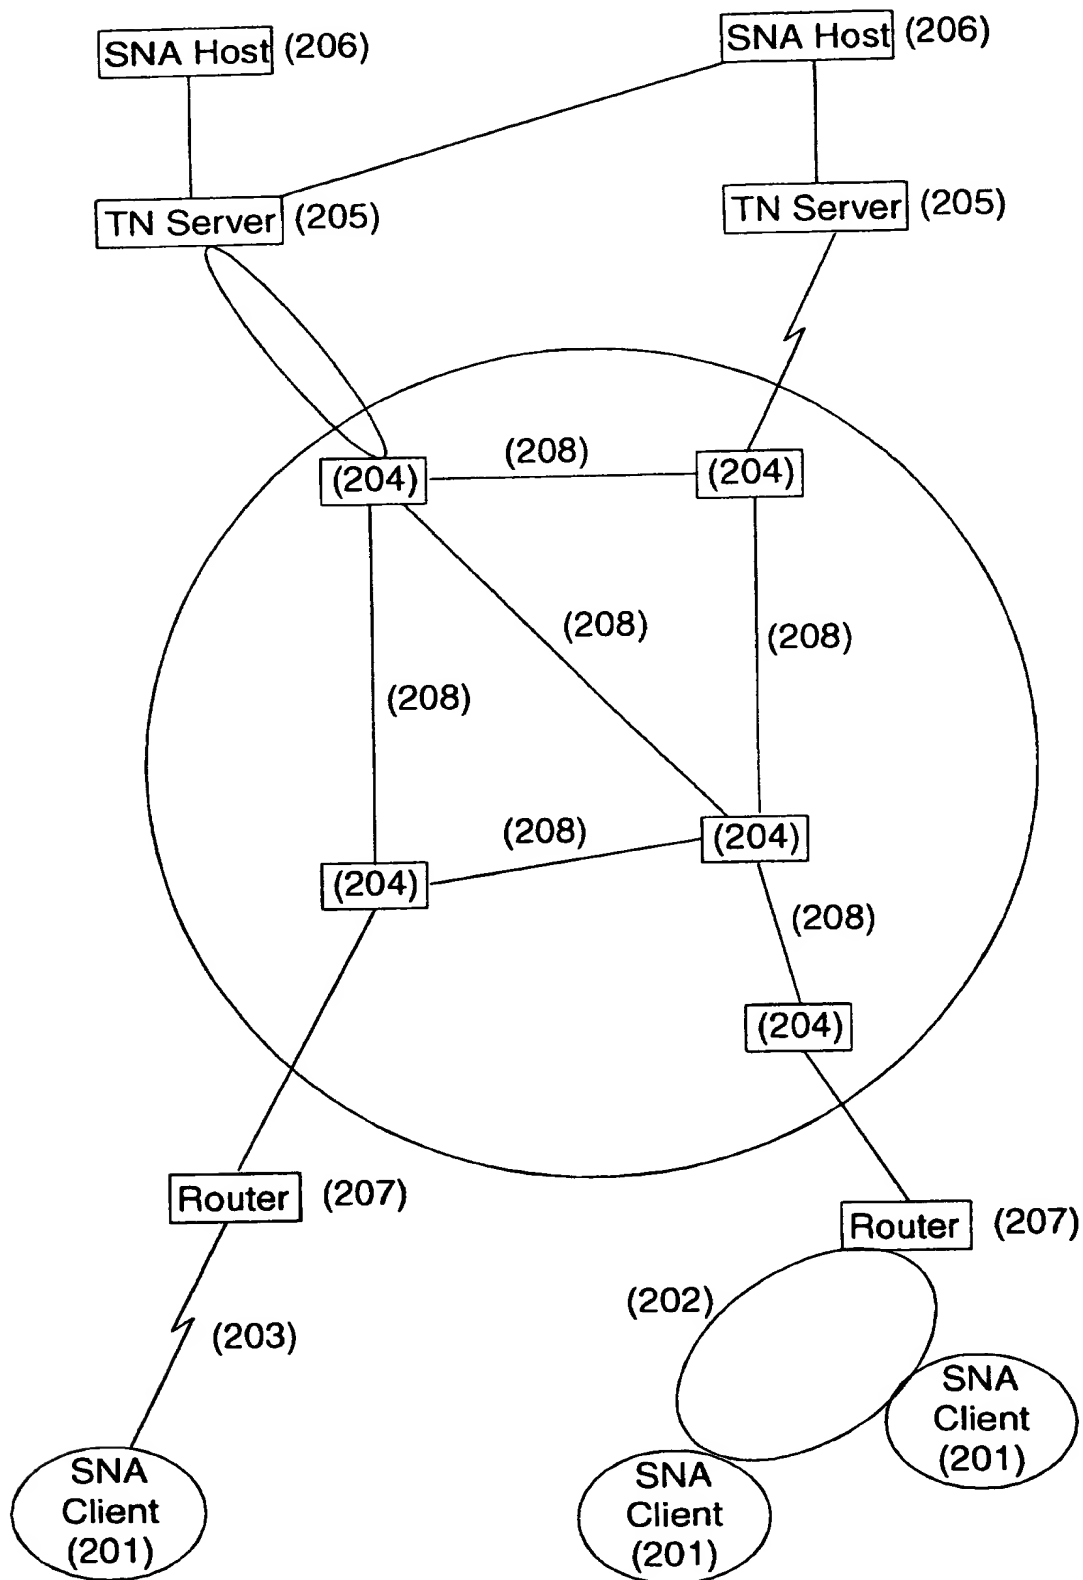 SNA Host (206)
SNA Host (206)
TN Server (205)
TN Server (205)
(208)
(204)
(204)
(208)
(208)
(208)
(208)
(204)
(204)
(208)
(204)
Router (207)
Router (207)
(202)
(203)
SNA
Client
(201)
SNA
Client
(201)
SNA
Client
(201)